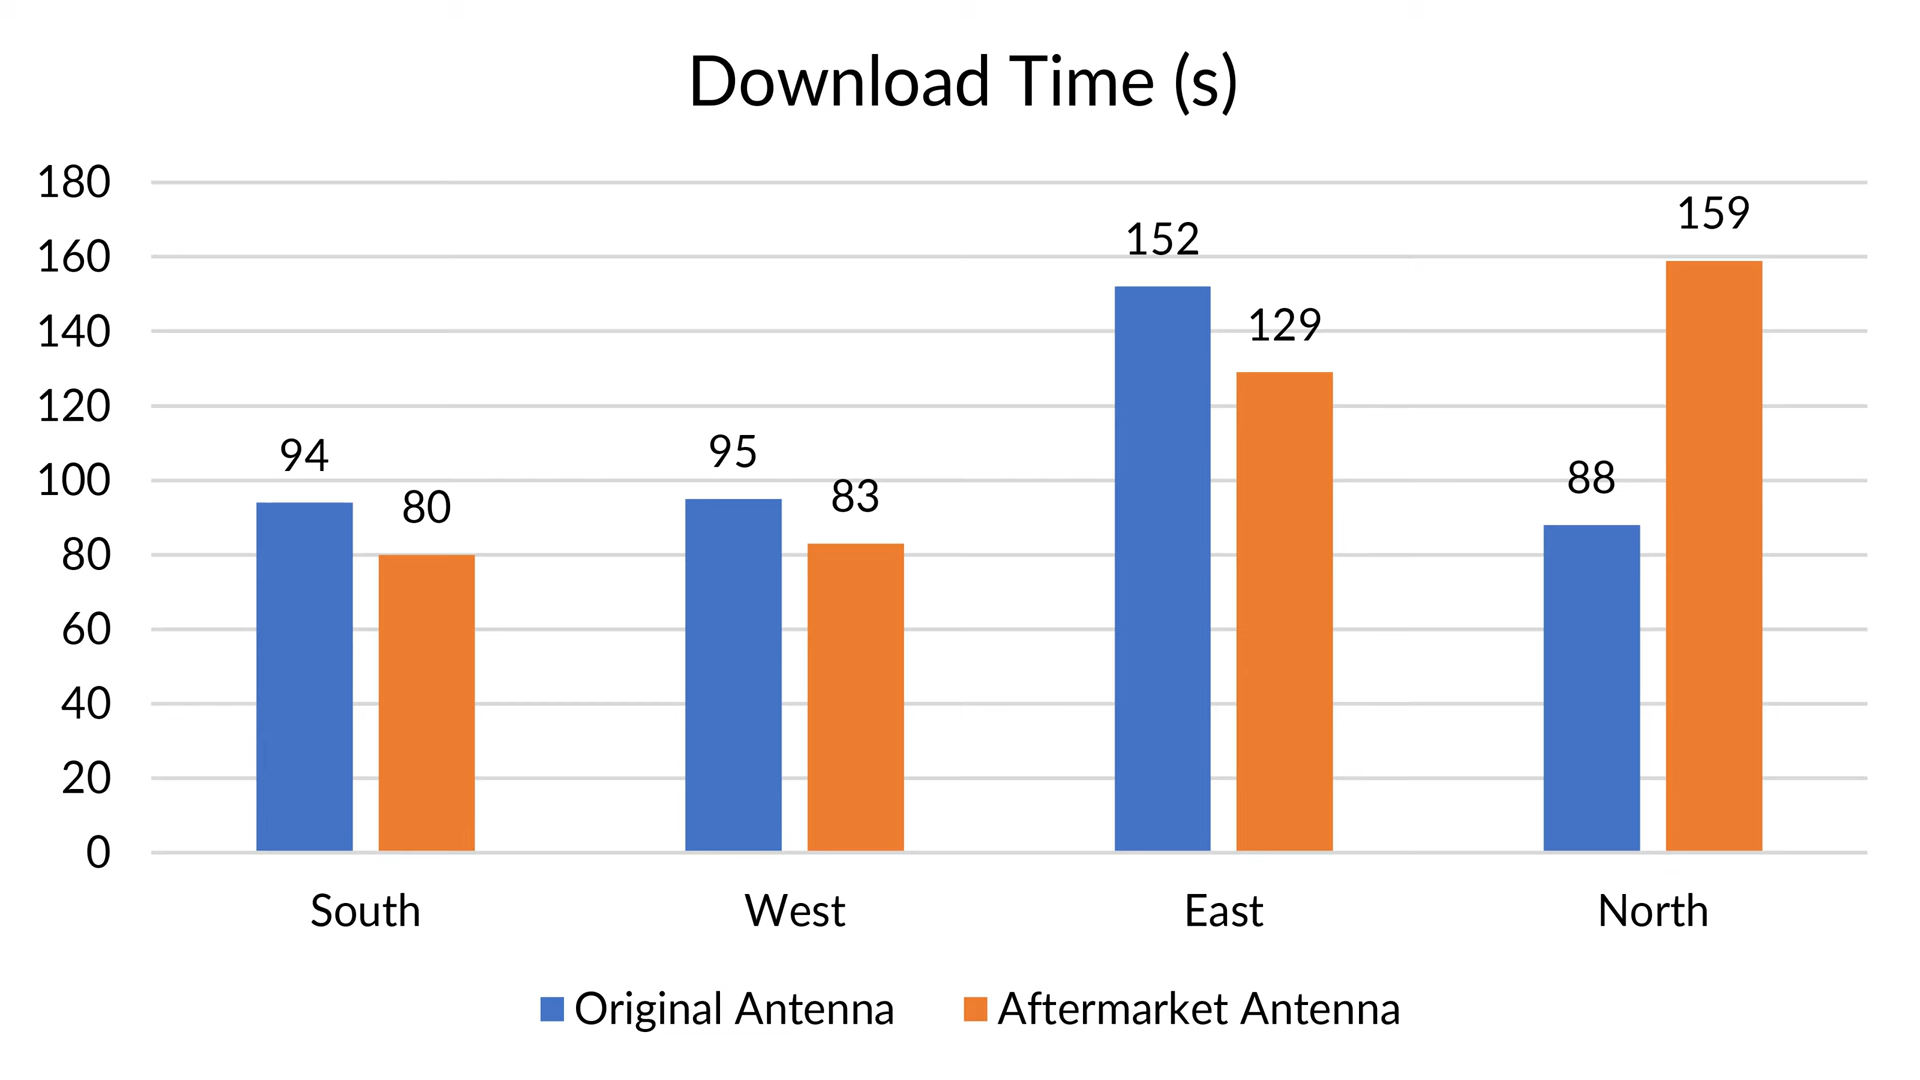 Download Time (s)
180
160
140
120
100
80
60
40
20
0
94
80
95
83
152
129
88
159
South
West
East
North
Original Antenna
Aftermarket Antenna